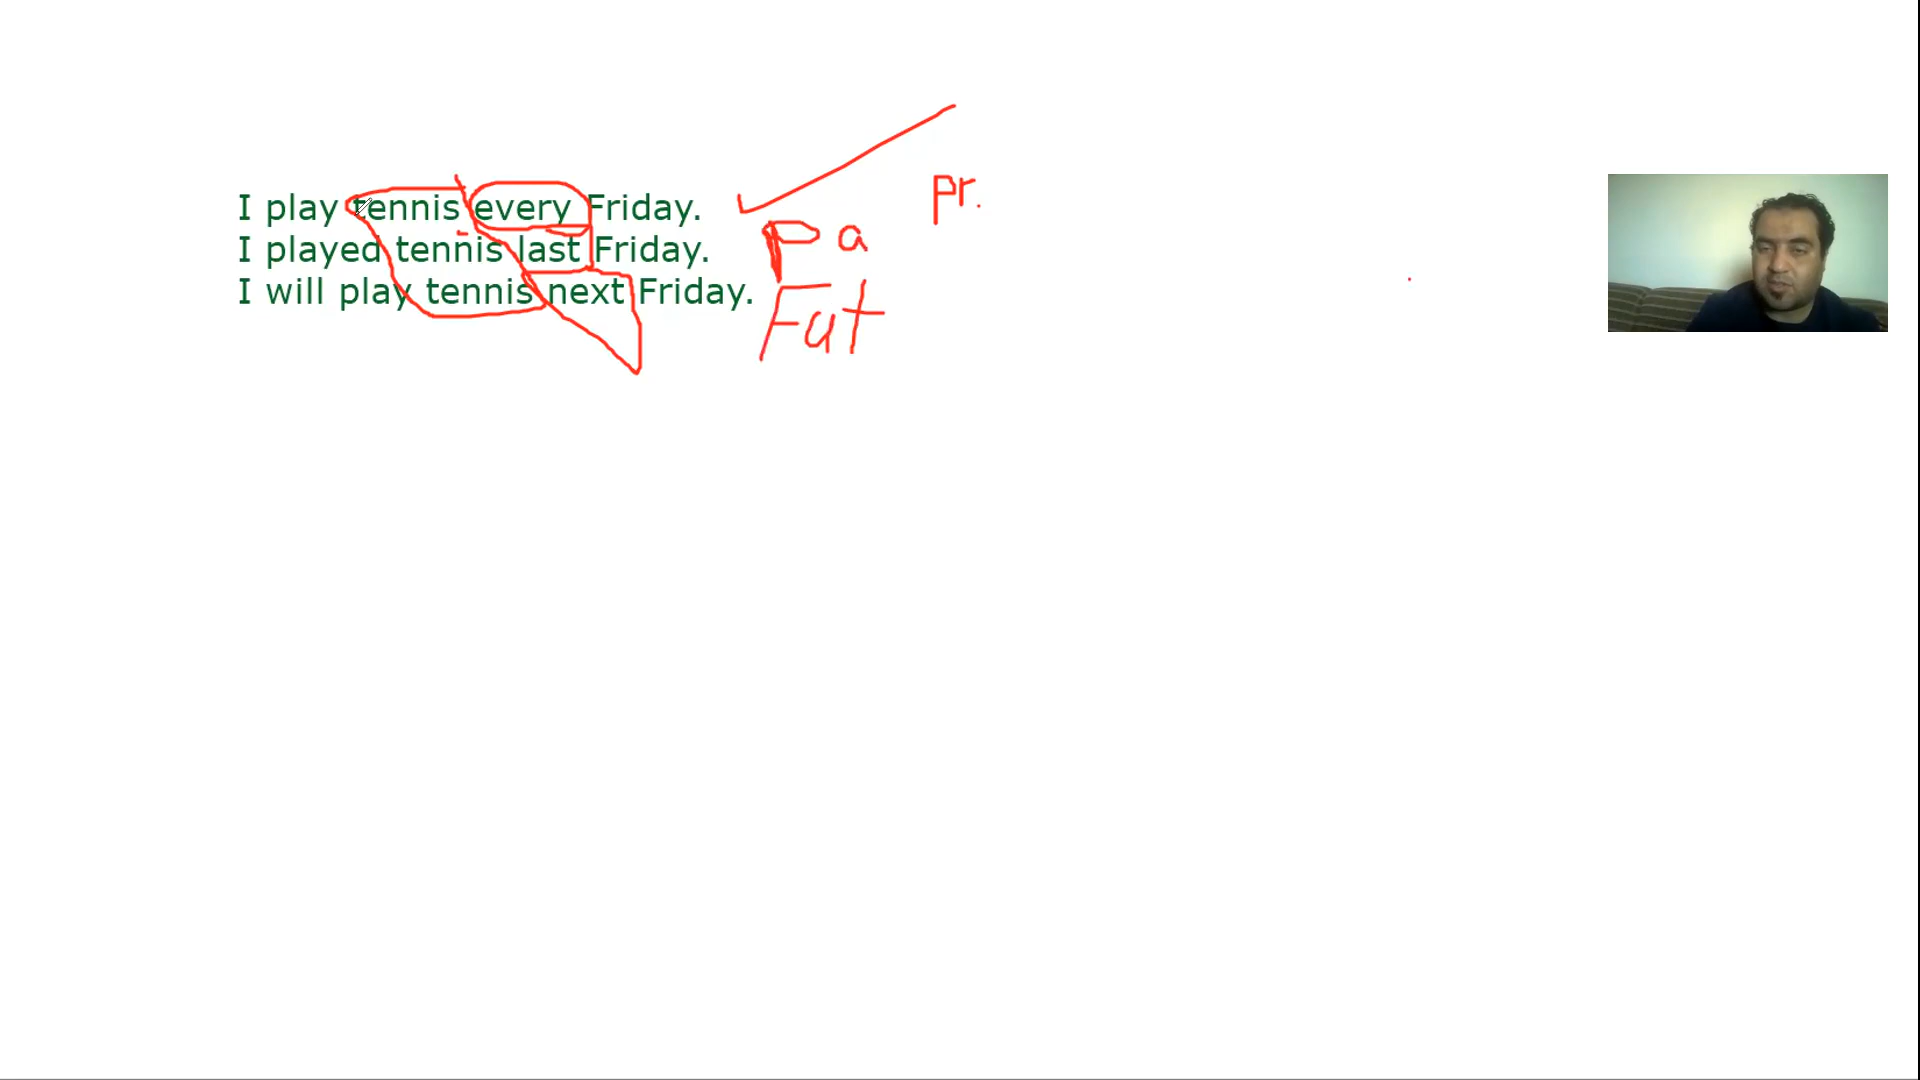 I play tennis every Friday. pr.
I played tennis last Friday. Pa
I will play tennis next Friday. Fut